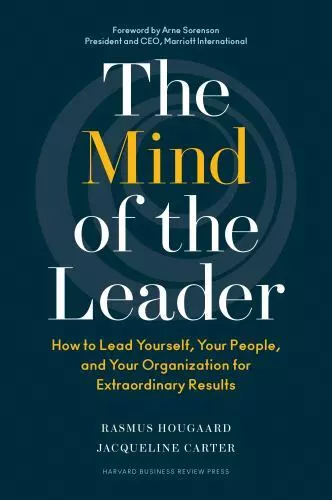 Foreword by Arne Sorenson
President and CEO, Marriott International
The
Mind
of the
Leader
How to Lead Yourself, Your People,
and Your Organization for
Extraordinary Results
RASMUS HOUGAARD
JACQUELINE CARTER
HARVARD BUSINESS REVIEW PRESS